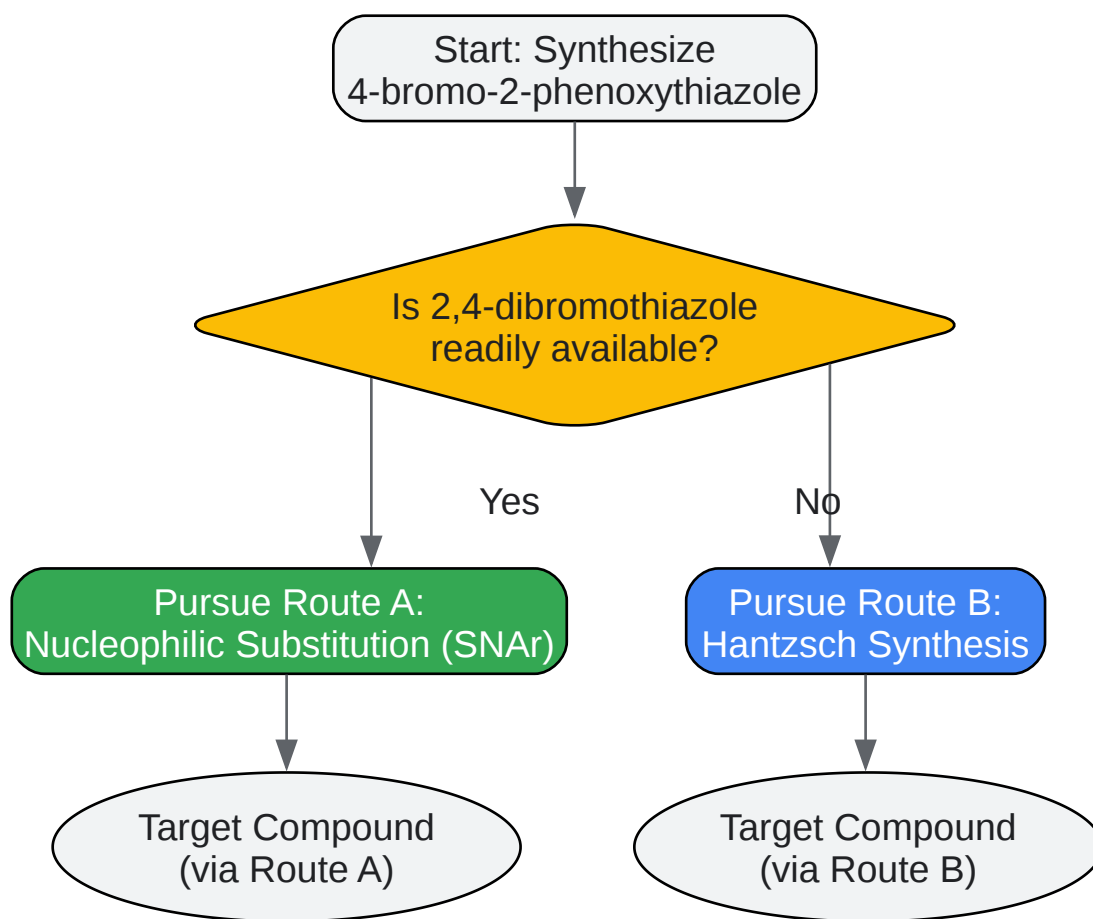 Start: Synthesize
4-bromo-2-phenoxythiazole
Is 2,4-dibromothiazole
readily available?
Yes
No
Pursue Route A:
Nucleophilic Substitution (SNAr)
Pursue Route B:
Hantzsch Synthesis
Target Compound
(via Route A)
Target Compound
(via Route B)